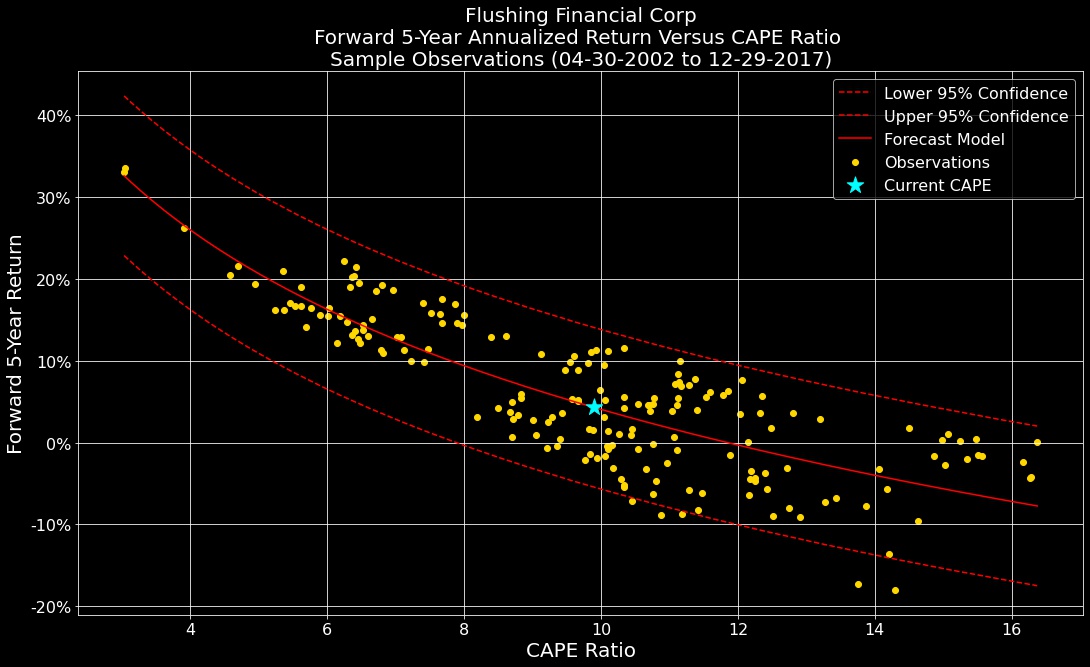 Flushing Financial Corp
Forward 5-Year Annualized Return Versus CAPE Ratio
Sample Observations (04-30-2002 to 12-29-2017)
Lower 95% Confidence
Upper 95% Confidence
Forecast Model
Observations
Current CAPE
Forward 5-Year Return
40%
30%
20%
10%
0%
-10%
-20%
4 6 8 10 12 14 16
CAPE Ratio